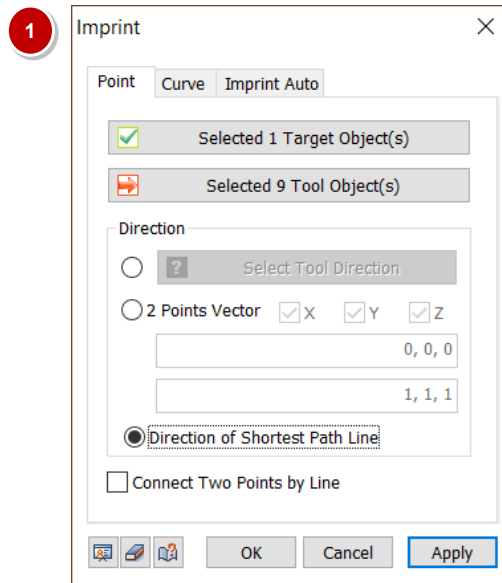 1
Imprint
Point Curve Imprint Auto
Selected 1 Target Object(s)
Selected 9 Tool Object(s)
Direction
? Select Tool Direction
2 Points Vector X Y Z
0, 0, 0
1, 1, 1
Direction of Shortest Path Line
Connect Two Points by Line
OK Cancel Apply